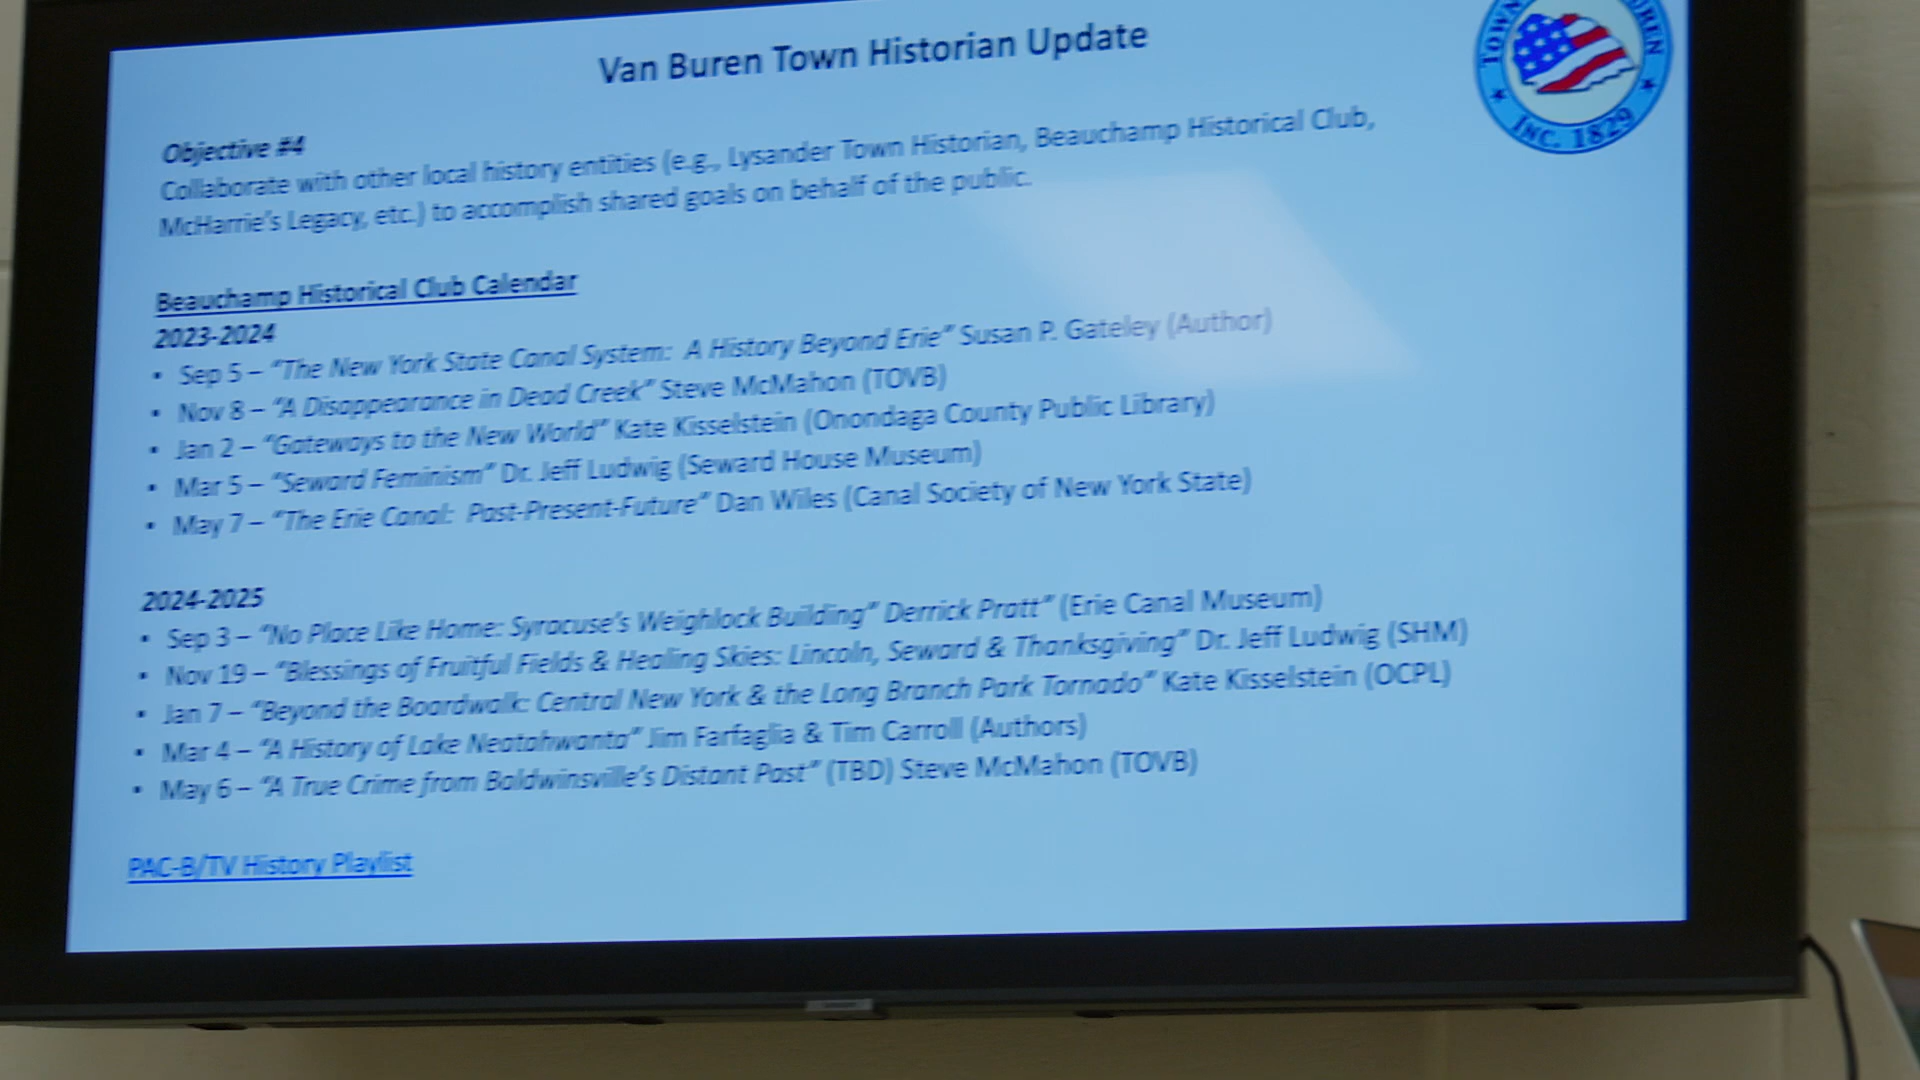 Van Buren Town Historian Update
TOWN
REN
INC. 1829
Objective #4
Collaborate with other local history entities (e.g., Lysander Town Historian, Beauchamp Historical Club,
McHarrie's Legacy, etc.) to accomplish shared goals on behalf of the public.
Beauchamp Historical Club Calendar
2023-2024
• Sep 5 – "The New York State Canal System: A History Beyond Erie" Susan P. Gateley (Author)
• Nov 8 – "A Disappearance in Dead Creek" Steve McMahon (TOVB)
• Jan 2 – "Gateways to the New World" Kate Kisselstein (Onondaga County Public Library)
• Mar 5 – "Seward Feminism" Dr. Jeff Ludwig (Seward House Museum)
• May 7 – "The Erie Canal: Past-Present-Future" Dan Wiles (Canal Society of New York State)
2024-2025
• Sep 3 – "No Place Like Home: Syracuse's Weighlock Building" Derrick Pratt" (Erie Canal Museum)
• Nov 19 – "Blessings of Fruitful Fields & Healing Skies: Lincoln, Seward & Thanksgiving" Dr. Jeff Ludwig (SHM)
• Jan 7 – "Beyond the Boardwalk: Central New York & the Long Branch Park Tornado" Kate Kisselstein (OCPL)
• Mar 4 – "A History of Lake Neatahwanta" Jim Farfaglia & Tim Carroll (Authors)
• May 6 – "A True Crime from Baldwinsville's Distant Past" (TBD) Steve McMahon (TOVB)
PAC-B/TV History Playlist